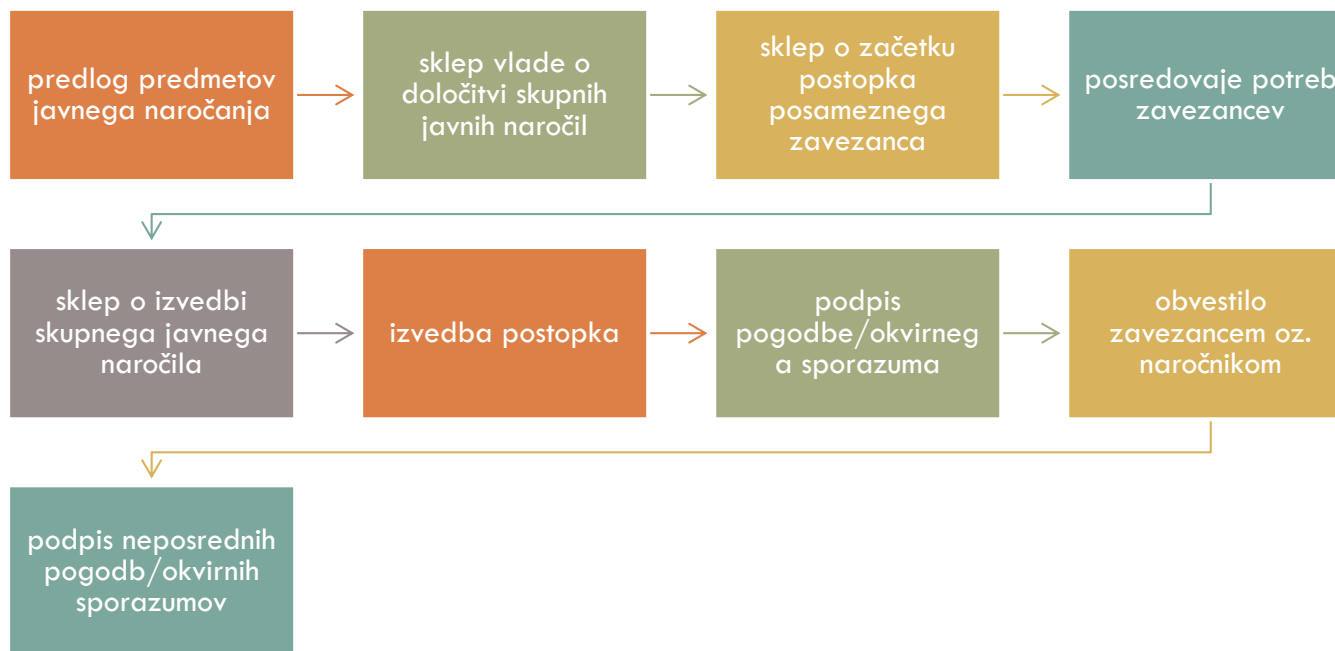 predlog predmetov
javnega naročanja
sklep vlade o
določitvi skupnih
javnih naročil
sklep o začetku
postopka
posameznega
zavezanca
posredovaje potreb
zavezancev
sklep o izvedbi
skupnega javnega
naročila
izvedba postopka
podpis
pogodbe/okvirneg
a sporazuma
obvestilo
zavezancem oz.
naročnikom
podpis neposrednih
pogodb/okvirnih
sporazumov